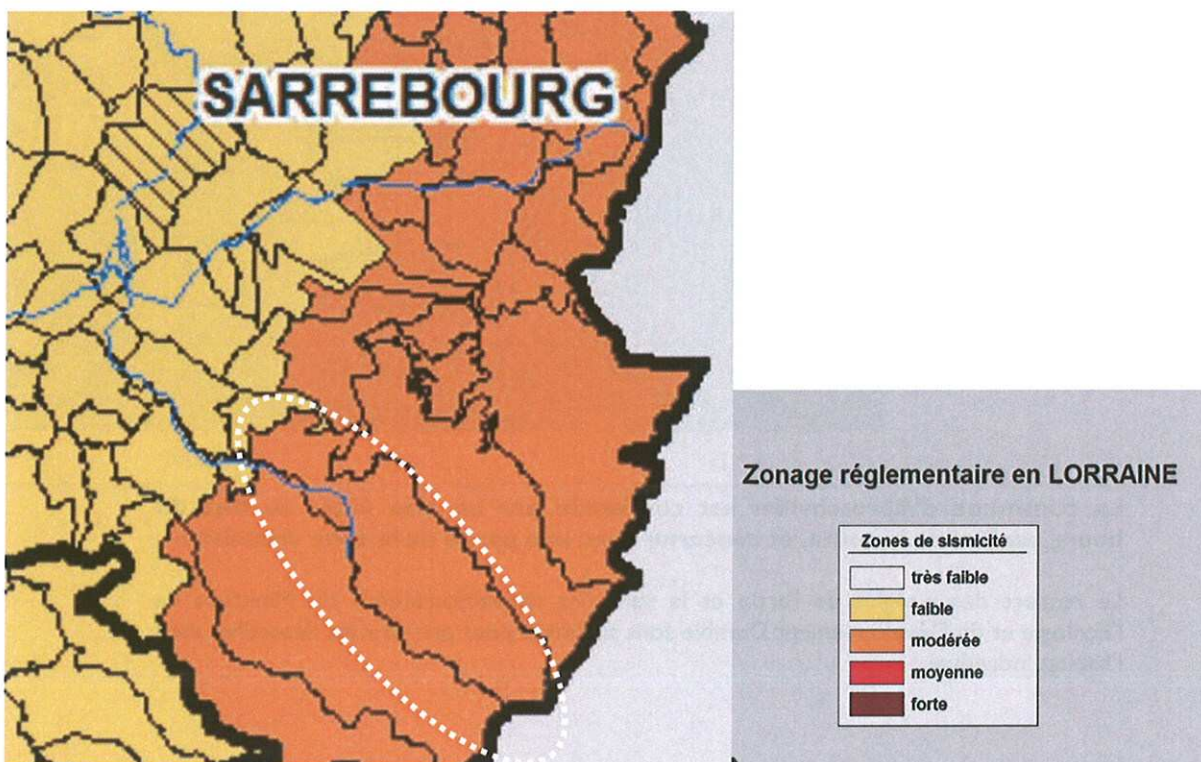 SARREBOURG
Zonage réglementaire en LORRAINE
Zones de sismicité
très faible
faible
modérée
moyenne
forte